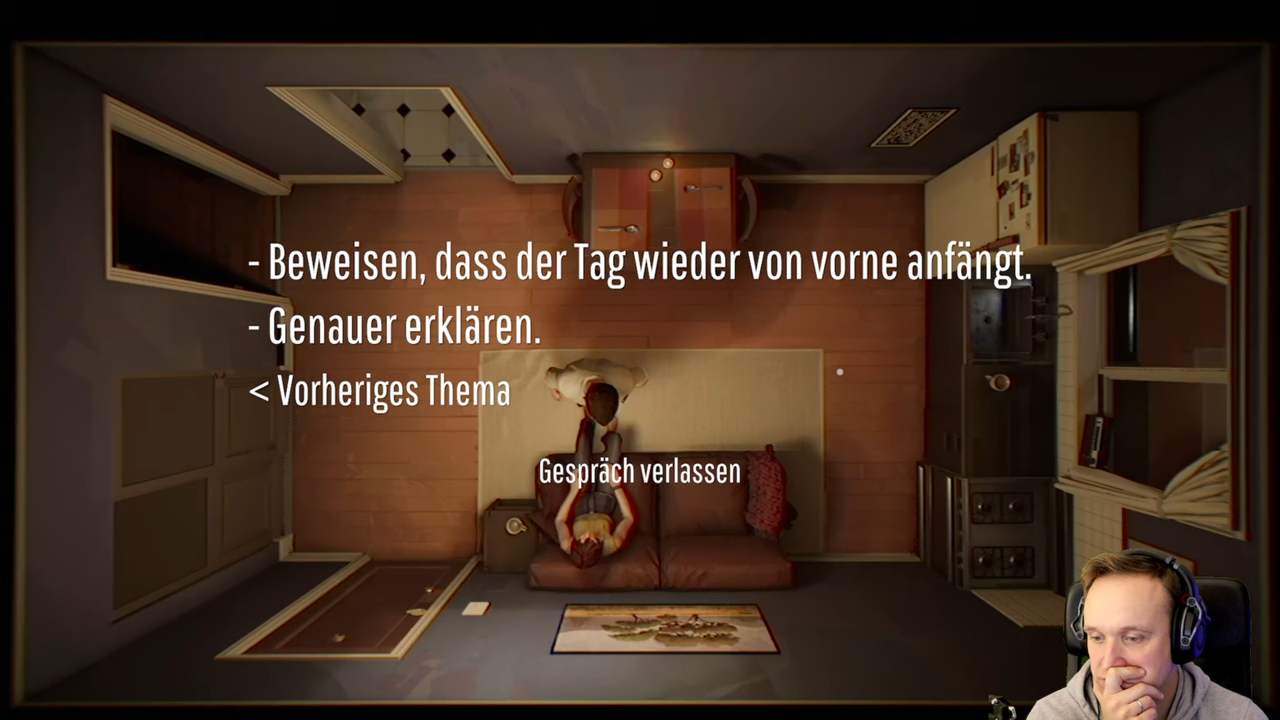 - Beweisen, dass der Tag wieder von vorne anfängt.
- Genauer erklären.
< Vorheriges Thema
Gespräch verlassen